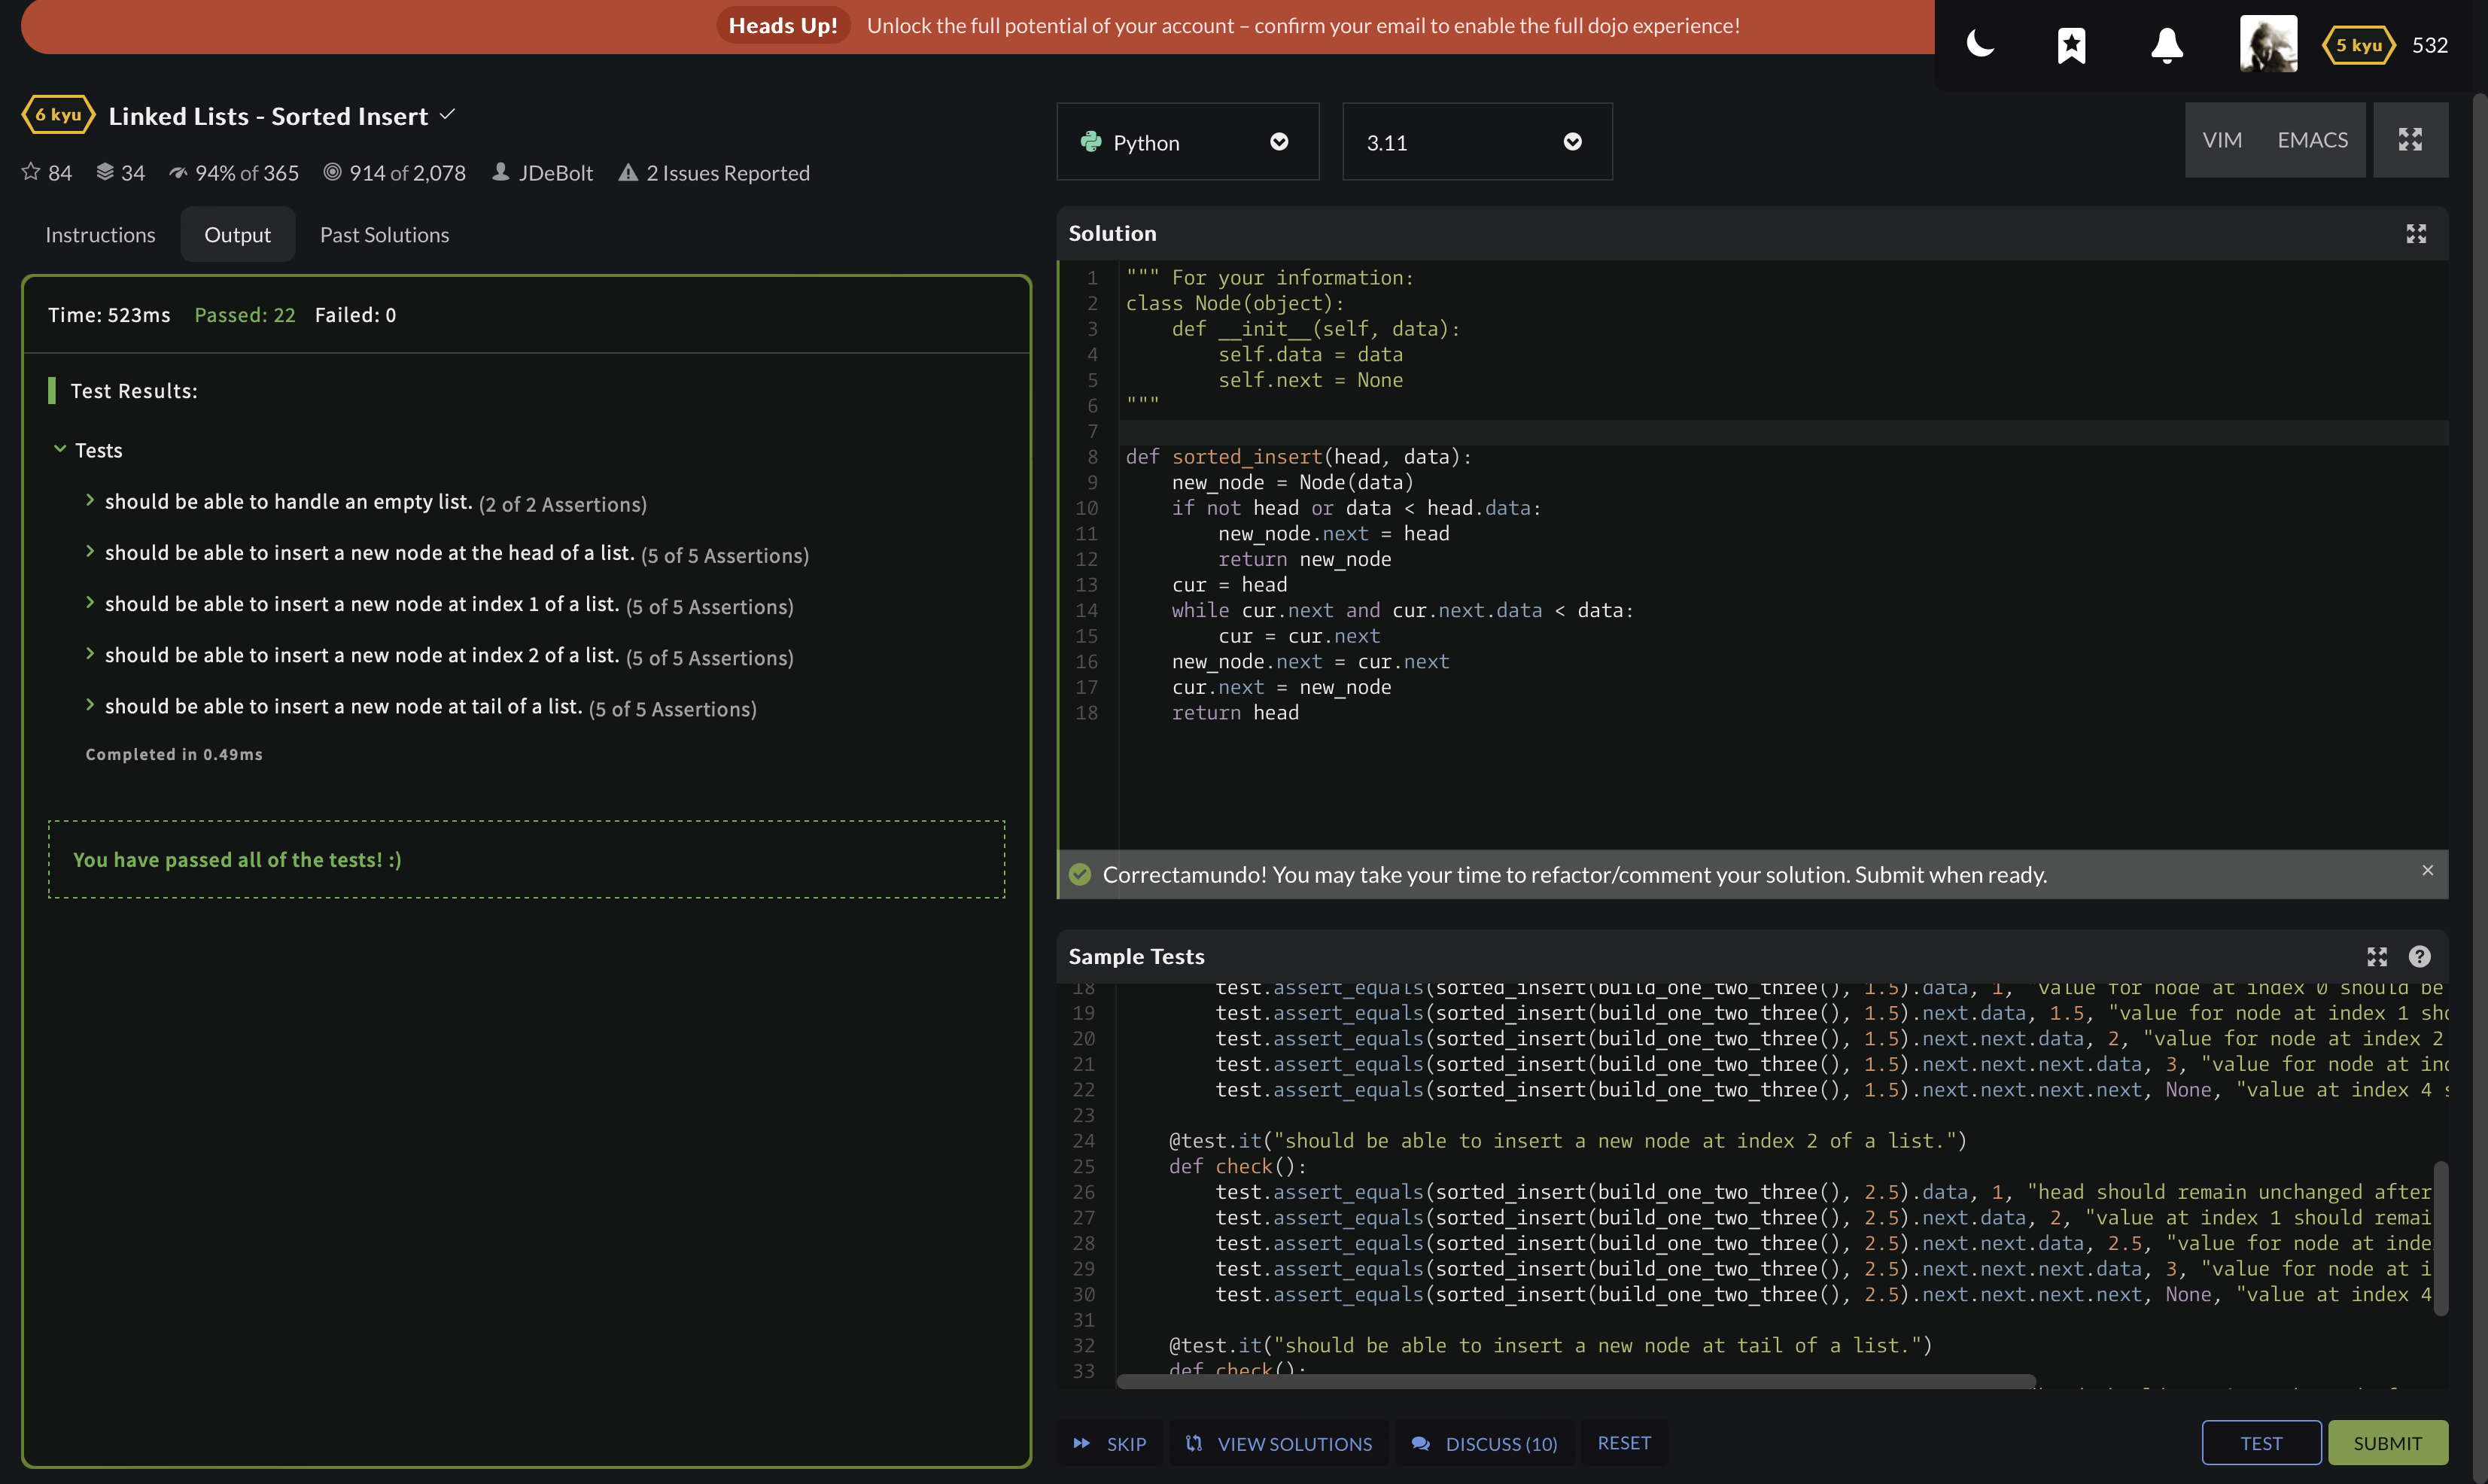 Heads Up! Unlock the full potential of your account – confirm your email to enable the full dojo experience!
5 kyu 532
6 kyu Linked Lists - Sorted Insert
84 34 94% of 365 914 of 2,078 JDeBolt 2 Issues Reported
Instructions Output Past Solutions
Time: 523ms Passed: 22 Failed: 0
Test Results:
Tests
should be able to handle an empty list. (2 of 2 Assertions)
should be able to insert a new node at the head of a list. (5 of 5 Assertions)
should be able to insert a new node at index 1 of a list. (5 of 5 Assertions)
should be able to insert a new node at index 2 of a list. (5 of 5 Assertions)
should be able to insert a new node at tail of a list. (5 of 5 Assertions)
Completed in 0.49ms
You have passed all of the tests! :)
Python 3.11 VIM EMACS
Solution
1 """ For your information:
2 class Node(object):
3     def __init__(self, data):
4         self.data = data
5         self.next = None
6 """
7
8 def sorted_insert(head, data):
9     new_node = Node(data)
10     if not head or data < head.data:
11         new_node.next = head
12         return new_node
13     cur = head
14     while cur.next and cur.next.data < data:
15         cur = cur.next
16     new_node.next = cur.next
17     cur.next = new_node
18     return head
Correctamundo! You may take your time to refactor/comment your solution. Submit when ready.
Sample Tests
18         test.assert_equals(sorted_insert(build_one_two_three(), 1.5).data, 1, "value for node at index 0 should be
19         test.assert_equals(sorted_insert(build_one_two_three(), 1.5).next.data, 1.5, "value for node at index 1 sho
20         test.assert_equals(sorted_insert(build_one_two_three(), 1.5).next.next.data, 2, "value for node at index 2
21         test.assert_equals(sorted_insert(build_one_two_three(), 1.5).next.next.next.data, 3, "value for node at ind
22         test.assert_equals(sorted_insert(build_one_two_three(), 1.5).next.next.next.next, None, "value at index 4 s
23
24     @test.it("should be able to insert a new node at index 2 of a list.")
25     def check():
26         test.assert_equals(sorted_insert(build_one_two_three(), 2.5).data, 1, "head should remain unchanged after
27         test.assert_equals(sorted_insert(build_one_two_three(), 2.5).next.data, 2, "value at index 1 should remai
28         test.assert_equals(sorted_insert(build_one_two_three(), 2.5).next.next.data, 2.5, "value for node at inde
29         test.assert_equals(sorted_insert(build_one_two_three(), 2.5).next.next.next.data, 3, "value for node at i
30         test.assert_equals(sorted_insert(build_one_two_three(), 2.5).next.next.next.next, None, "value at index 4
31
32     @test.it("should be able to insert a new node at tail of a list.")
33     def check():
SKIP VIEW SOLUTIONS DISCUSS (10) RESET TEST SUBMIT